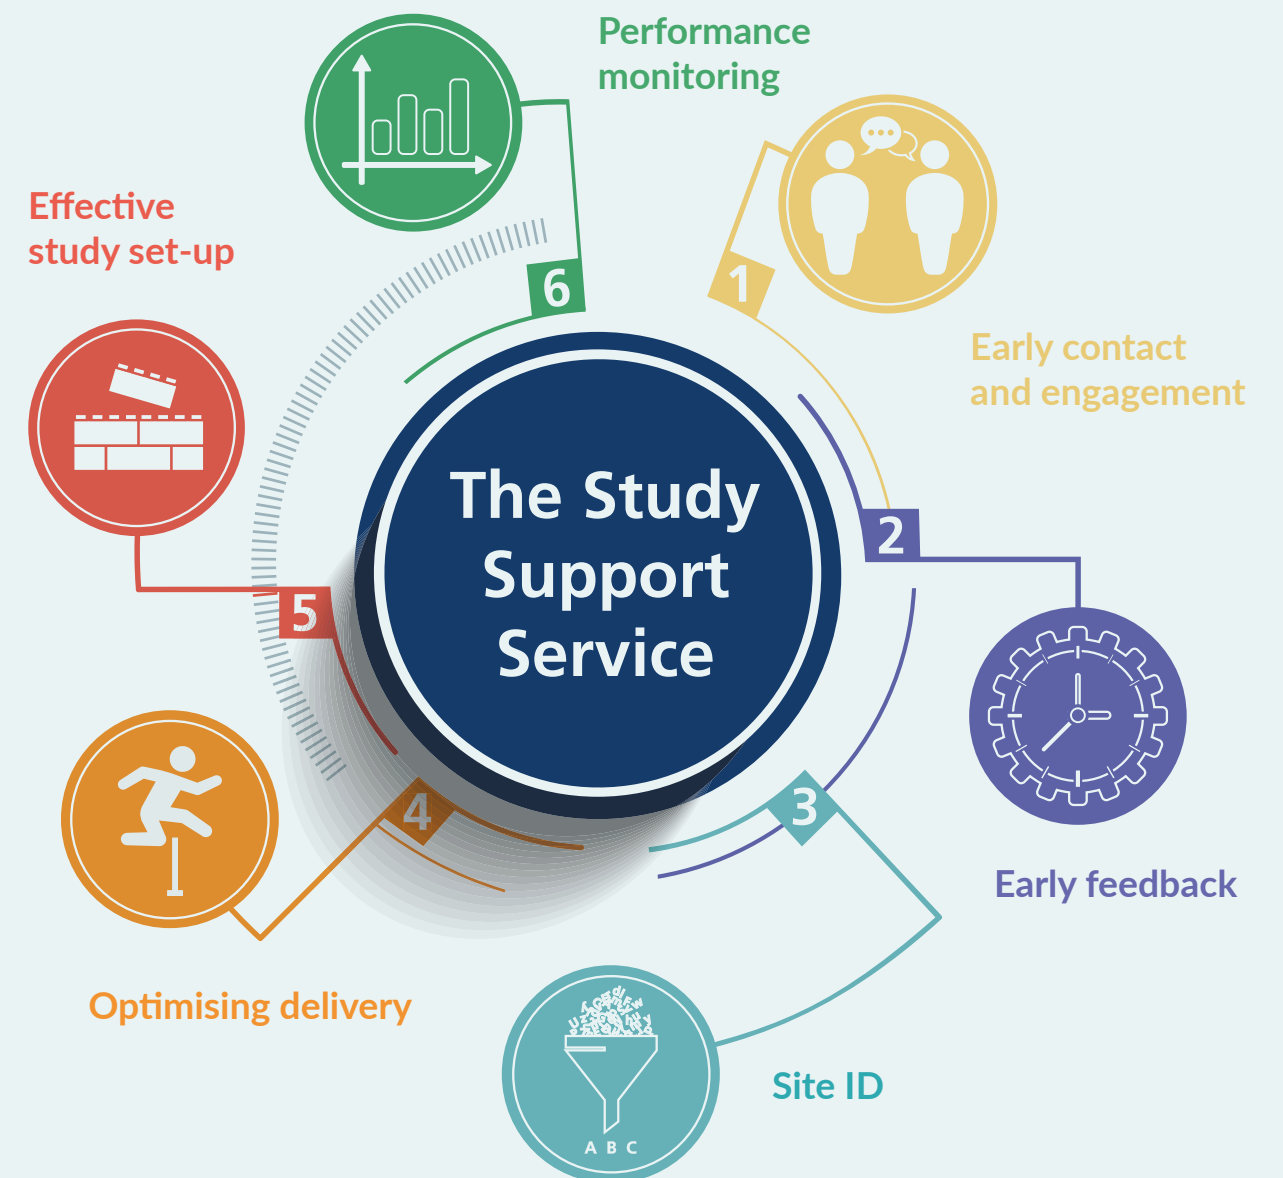 The Study
Support
Service
1
Early contact
and engagement
2
Early feedback
3
Site ID
A B C
4
Optimising delivery
5
Effective
study set-up
6
Performance
monitoring